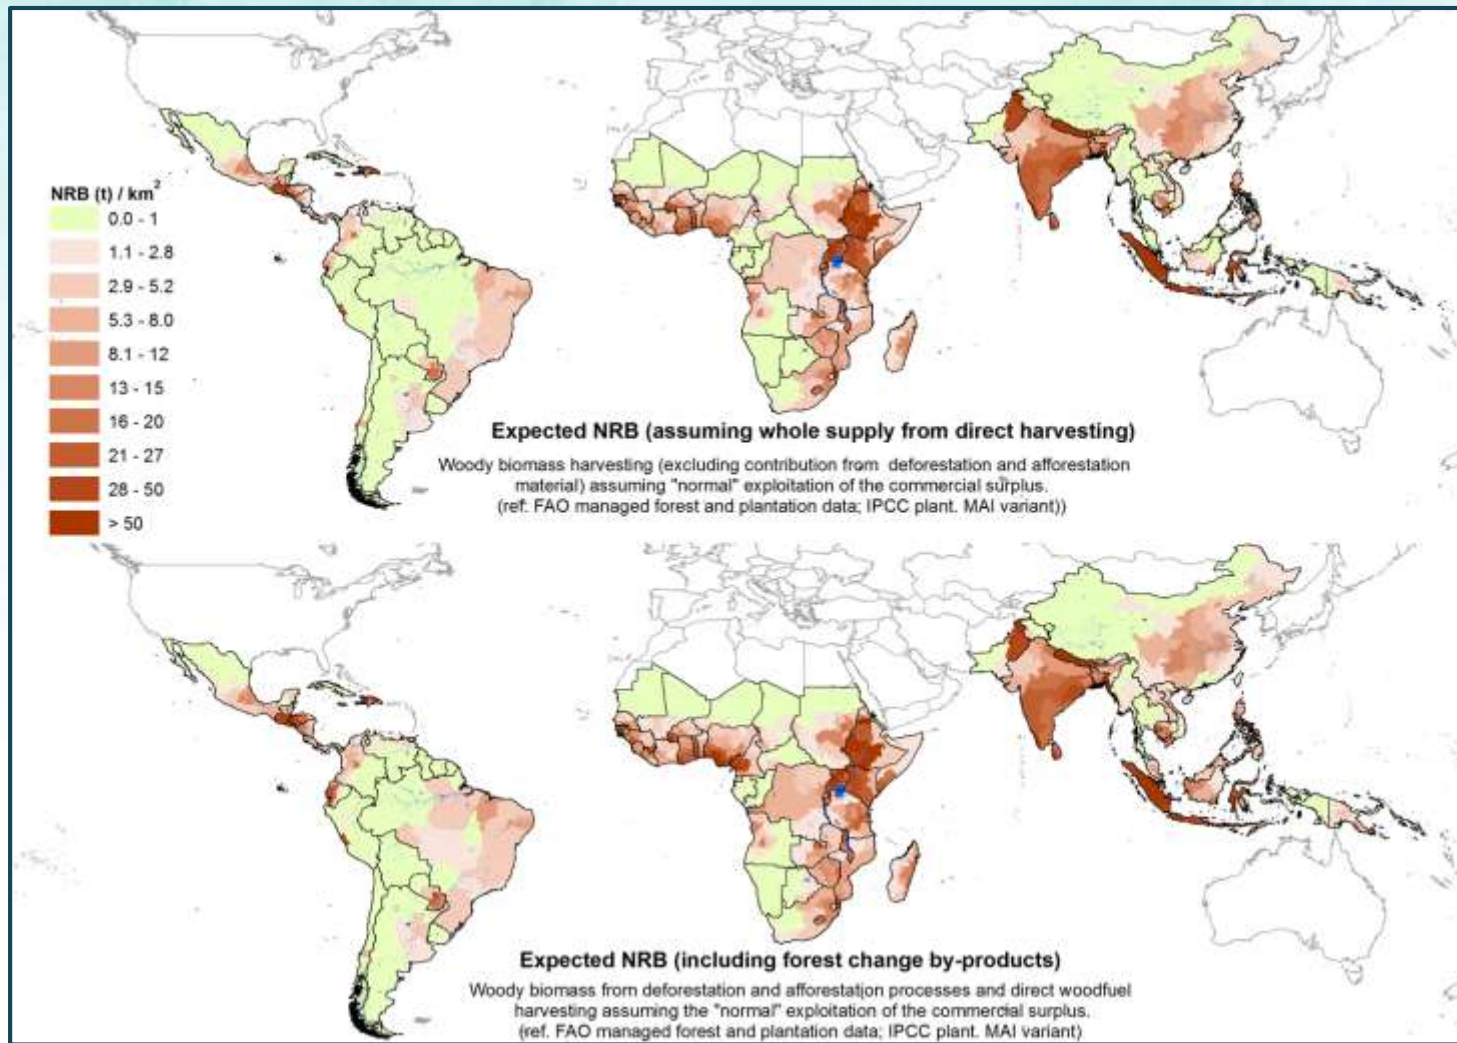 NRB (t) / km²
0.0 - 1
1.1 - 2.8
2.9 - 5.2
5.3 - 8.0
8.1 - 12
13 - 15
16 - 20
21 - 27
28 - 50
> 50
Expected NRB (assuming whole supply from direct harvesting)
Woody biomass harvesting (excluding contribution from deforestation and afforestation
material) assuming "normal" exploitation of the commercial surplus.
(ref. FAO managed forest and plantation data; IPCC plant. MAI variant))
Expected NRB (including forest change by-products)
Woody biomass from deforestation and afforestation processes and direct woodfuel
harvesting assuming the "normal" exploitation of the commercial surplus.
(ref. FAO managed forest and plantation data; IPCC plant. MAI variant)